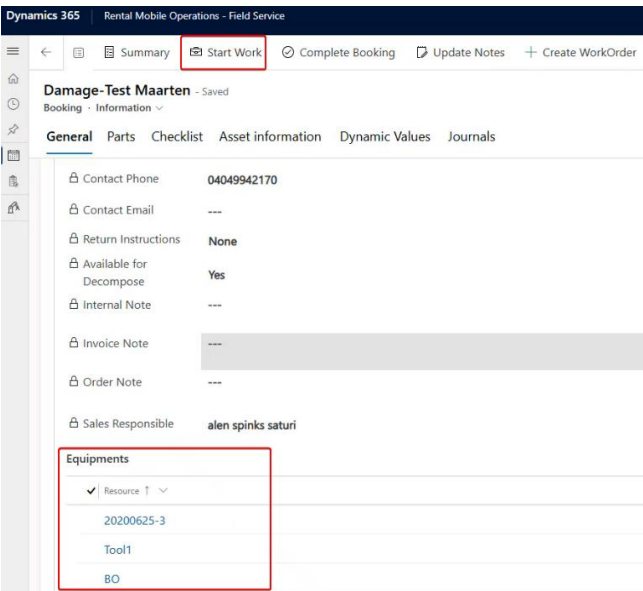 Dynamics 365 Rental Mobile Operations - Field Service
Summary Start Work Complete Booking Update Notes + Create WorkOrder
Damage-Test Maarten - Saved
Booking · Information
General Parts Checklist Asset information Dynamic Values Journals
Contact Phone 04049942170
Contact Email ---
Return Instructions None
Available for
Decompose Yes
Internal Note ---
Invoice Note ---
Order Note ---
Sales Responsible alen spinks saturi
Equipments
Resource ↑
20200625-3
Tool1
BO